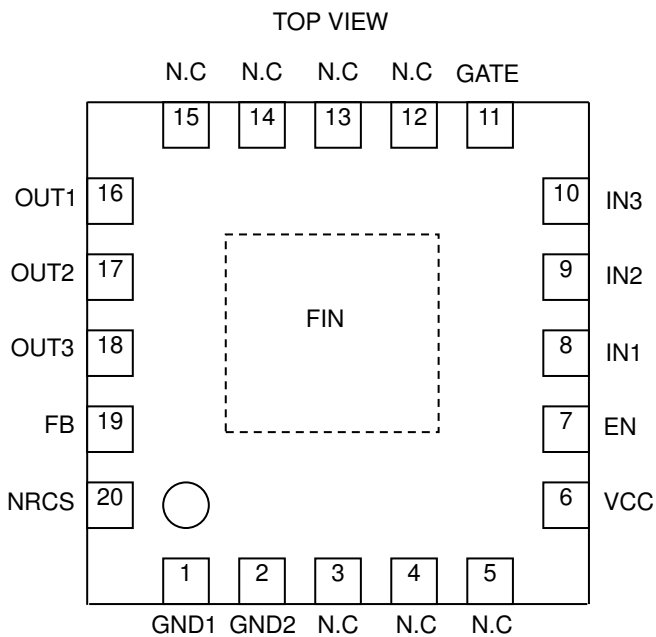 TOP VIEW
N.C N.C N.C N.C GATE
15 14 13 12 11
OUT1 16 10 IN3
OUT2 17 9 IN2
FIN
OUT3 18 8 IN1
FB 19 7 EN
NRCS 20 6 VCC
1 2 3 4 5
GND1 GND2 N.C N.C N.C